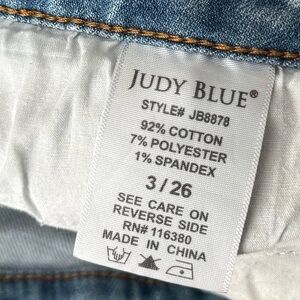 JUDY BLUE®
STYLE# JB8878
92% COTTON
7% POLYESTER
1% SPANDEX
3 / 26
SEE CARE ON
REVERSE SIDE
RN# 116380
MADE IN CHINA